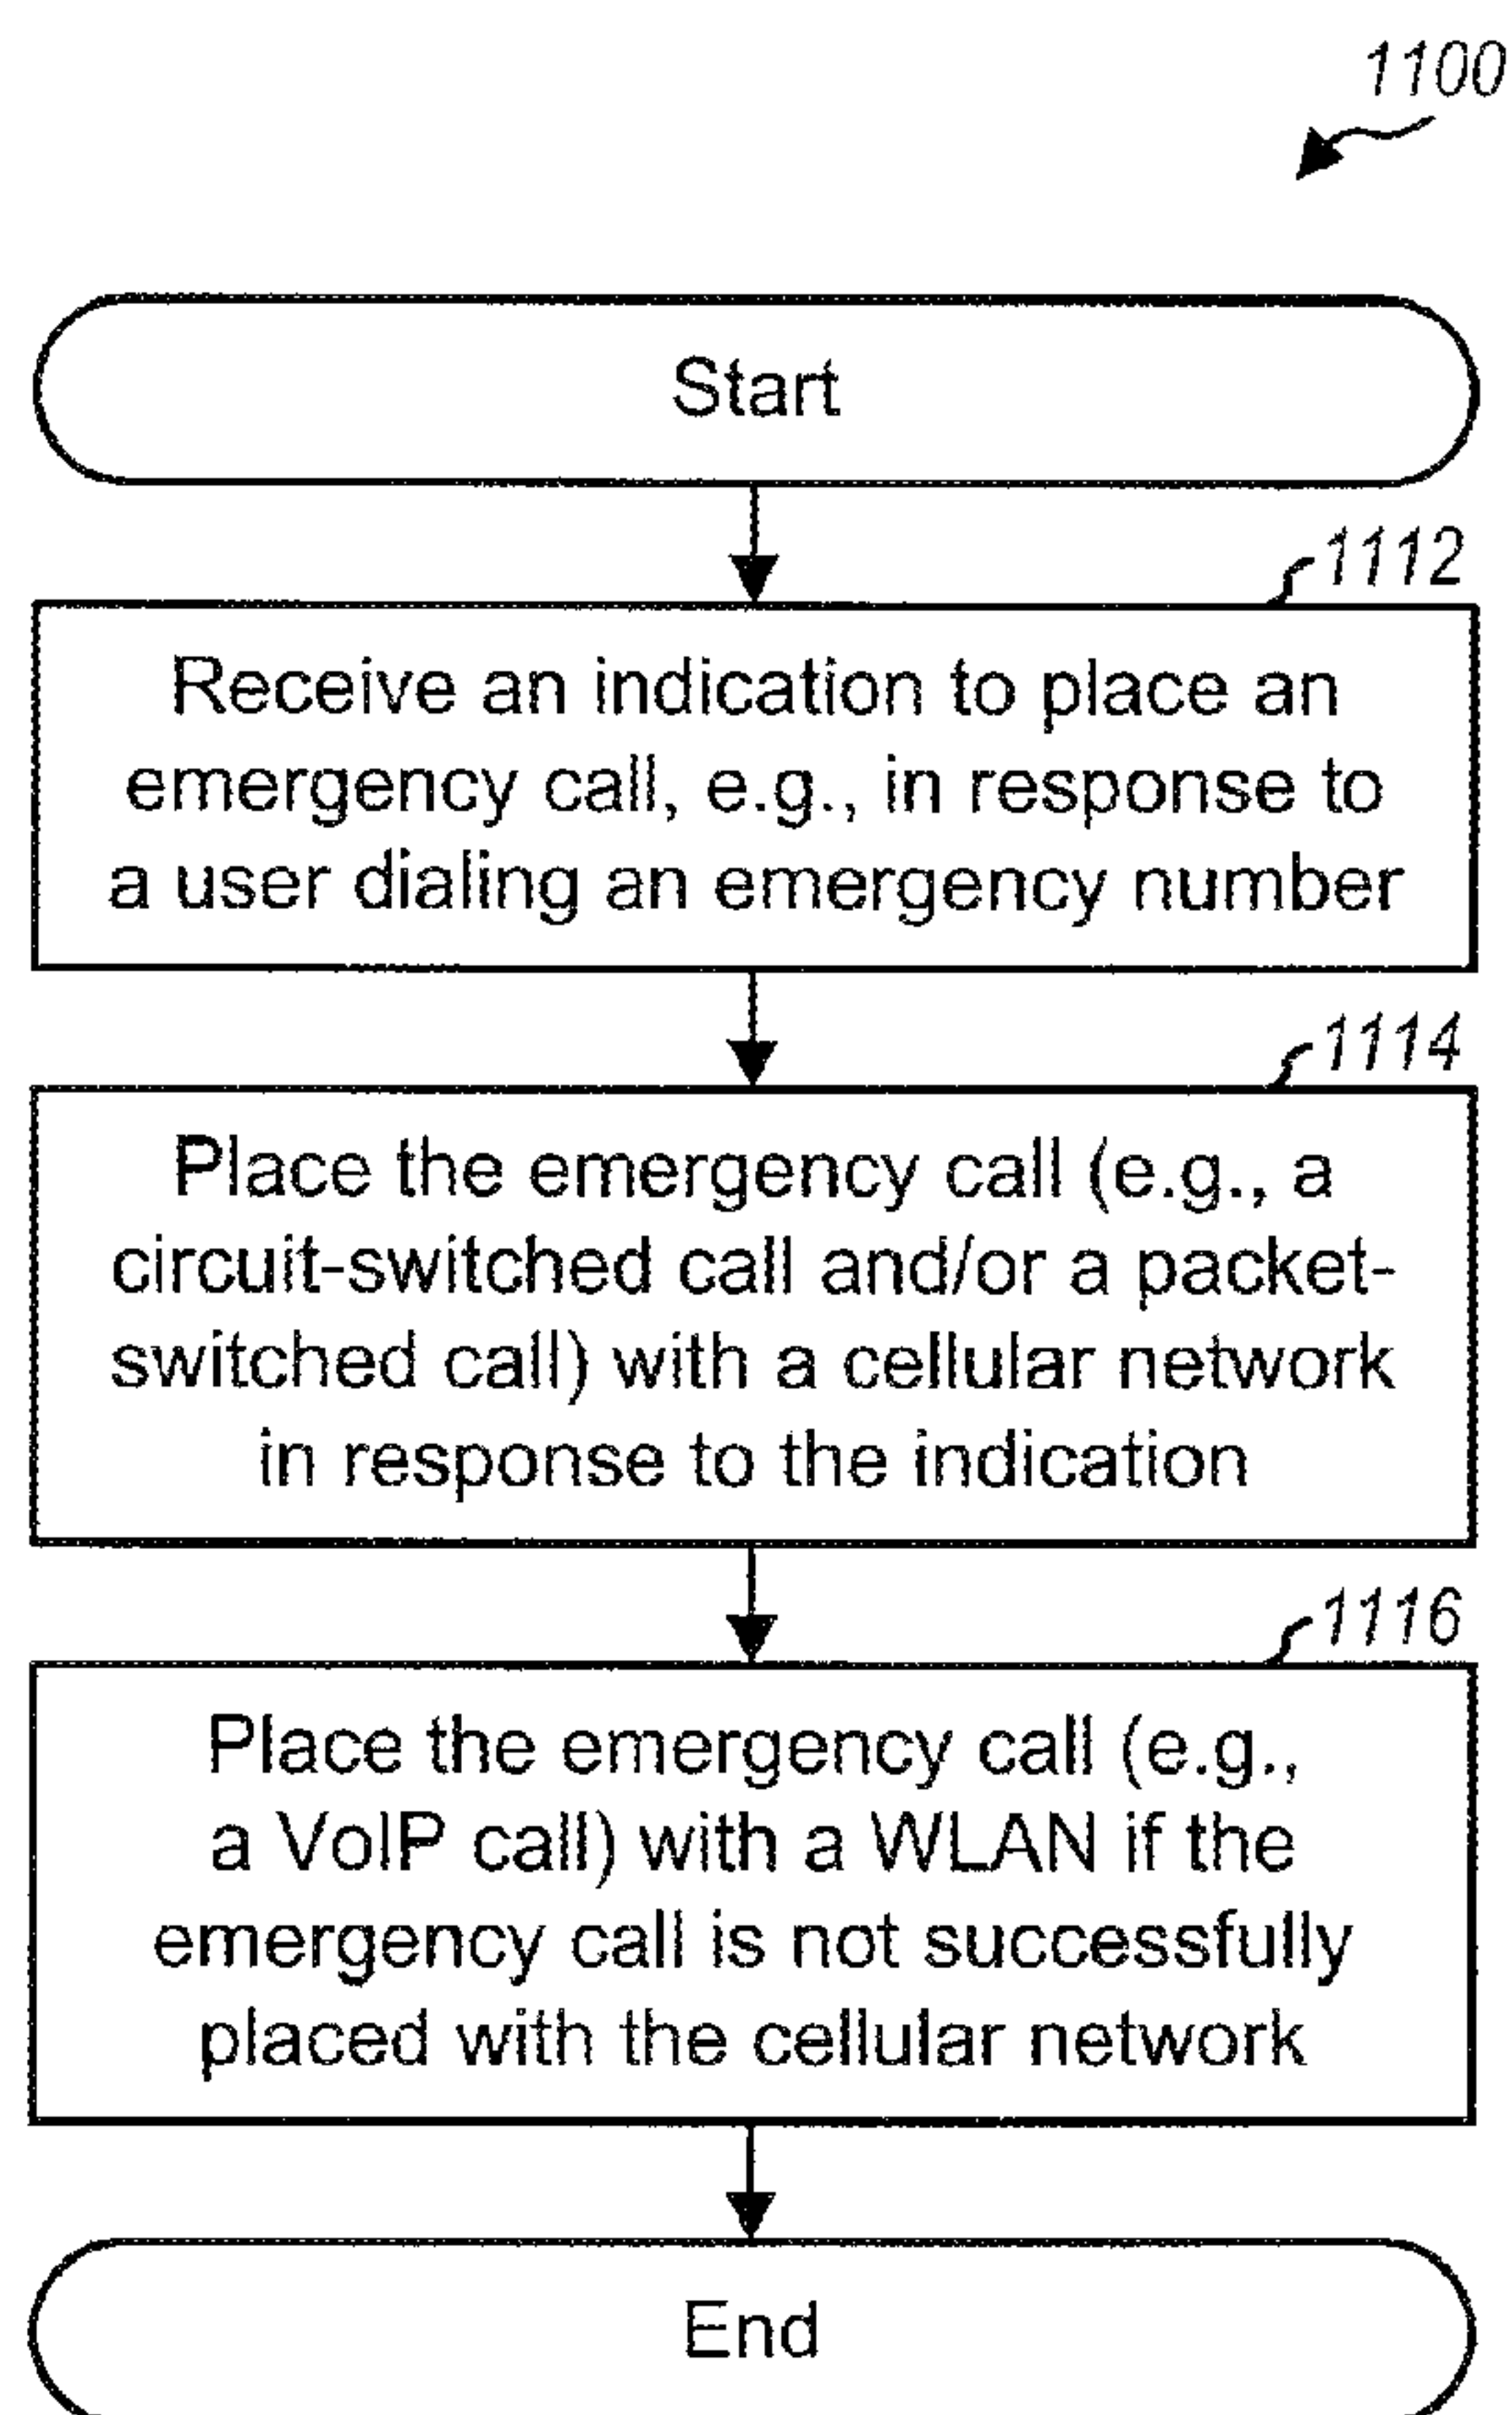 1100
Start
1112
Receive an indication to place an
emergency call, e.g., in response to
a user dialing an emergency number
1114
Place the emergency call (e.g., a
circuit-switched call and/or a packet-
switched call) with a cellular network
in response to the indication
1116
Place the emergency call (e.g.,
a VoIP call) with a WLAN if the
emergency call is not successfully
placed with the cellular network
End